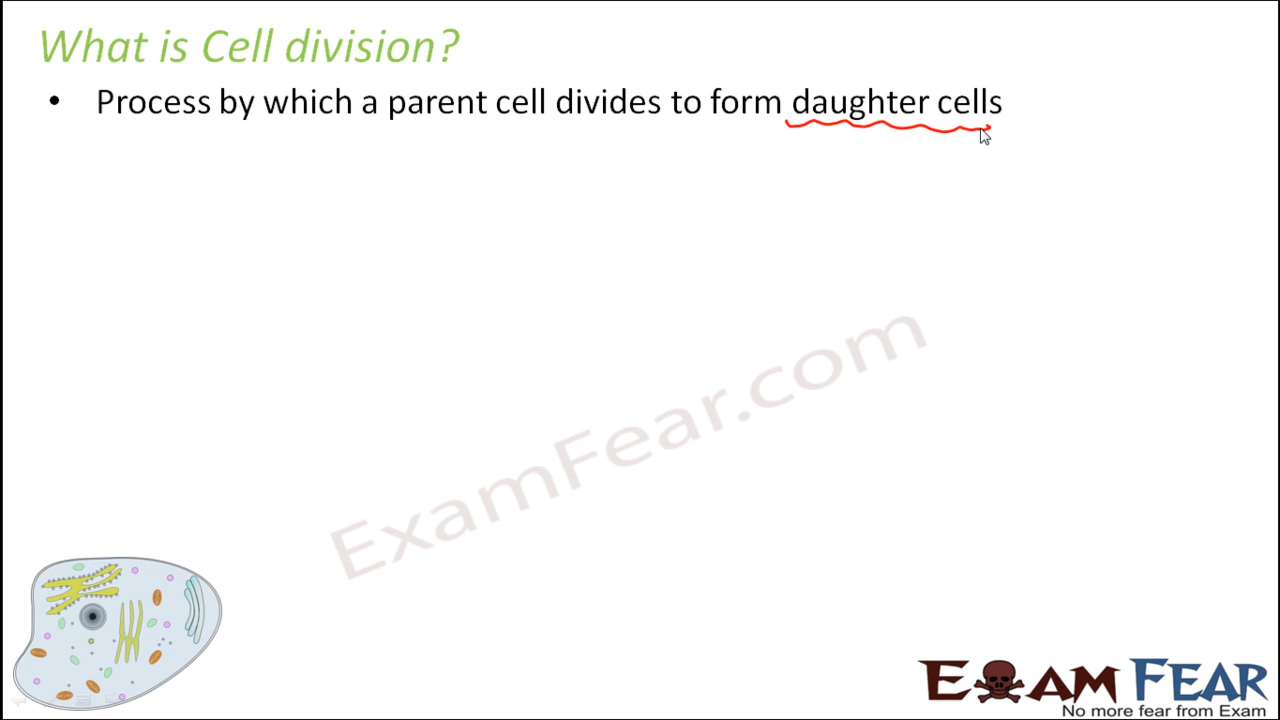 What is Cell division?
• Process by which a parent cell divides to form daughter cells
ExamFear.com
EXAM FEAR
No more fear from Exam